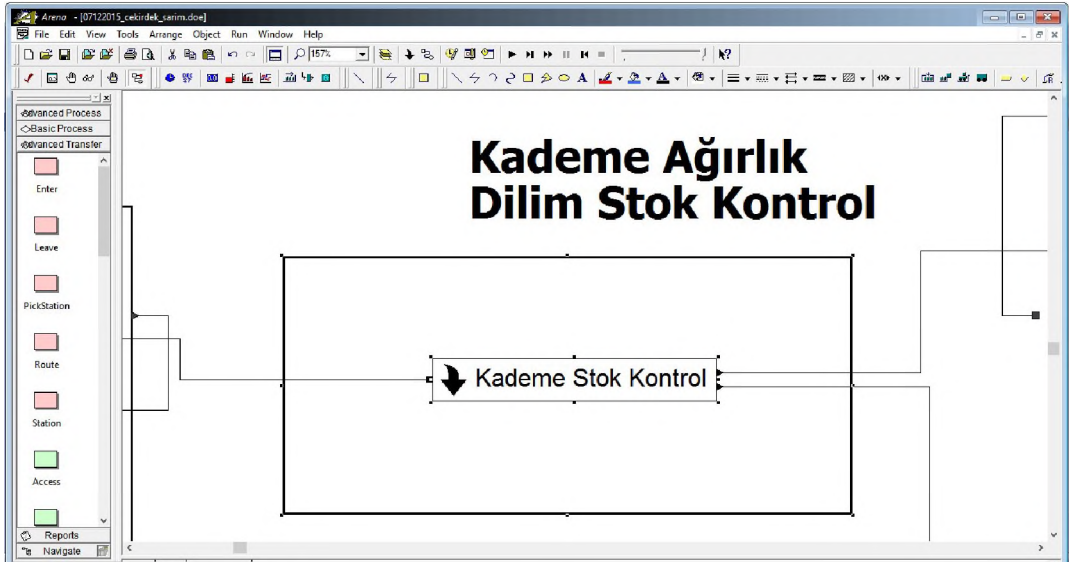 Arena - [07122015_cekirdek_sarim.doe]
File Edit View Tools Arrange Object Run Window Help
157%
Advanced Process
Basic Process
Advanced Transfer
Enter
Leave
PickStation
Route
Station
Access
Reports
Navigate
Kademe Ağırlık
Dilim Stok Kontrol
Kademe Stok Kontrol